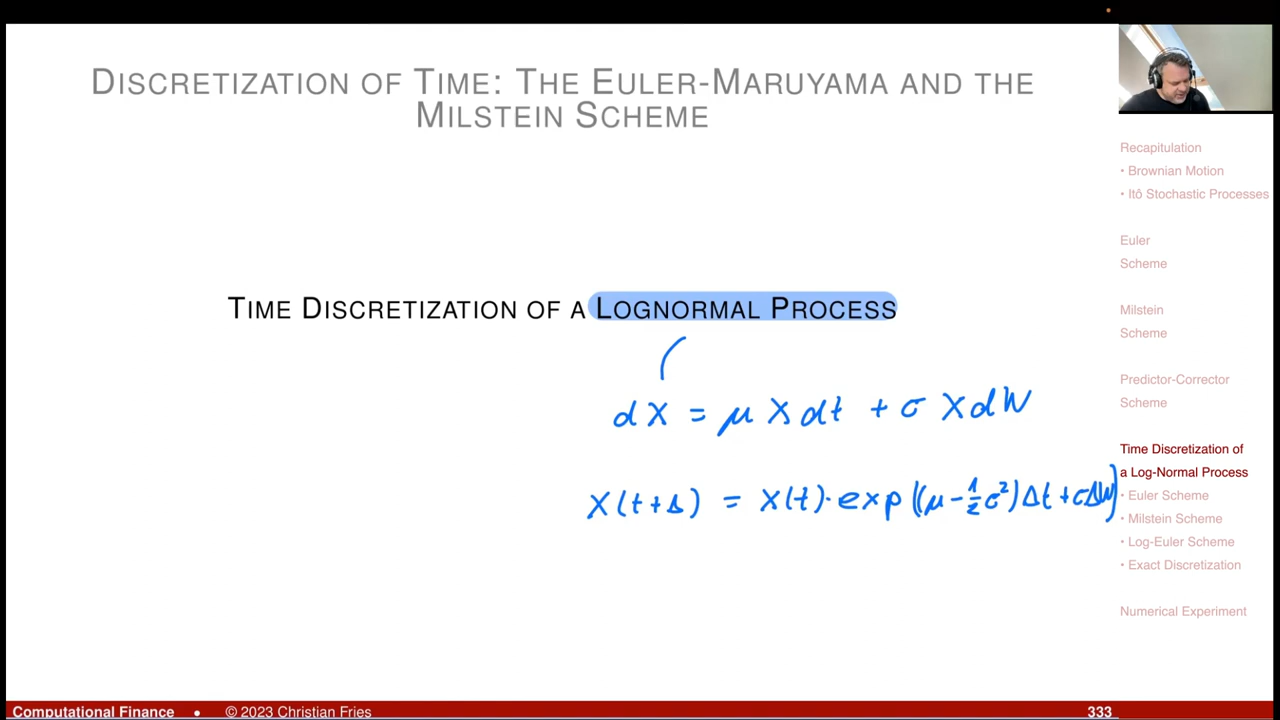 DISCRETIZATION OF TIME: THE EULER-MARUYAMA AND THE
MILSTEIN SCHEME
TIME DISCRETIZATION OF A LOGNORMAL PROCESS
dX = μ X dt + σ X dW
X(t+Δ) = X(t)·exp((μ-½σ²)Δt+σΔW)
Recapitulation
• Brownian Motion
• Itô Stochastic Processes
Euler
Scheme
Milstein
Scheme
Predictor-Corrector
Scheme
Time Discretization of
a Log-Normal Process
• Euler Scheme
• Milstein Scheme
• Log-Euler Scheme
• Exact Discretization
Numerical Experiment
Computational Finance • © 2023 Christian Fries 333